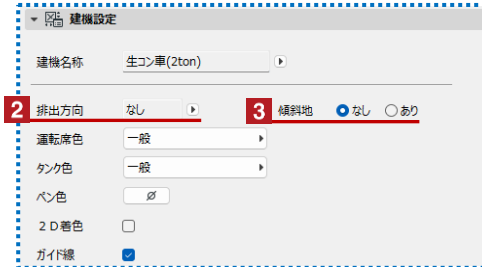 建機設定
建機名称 生コン車(2ton)
2 排出方向 なし 3 傾斜地 なし あり
運転席色 一般
タンク色 一般
ペン色 Ø
2D着色
ガイド線